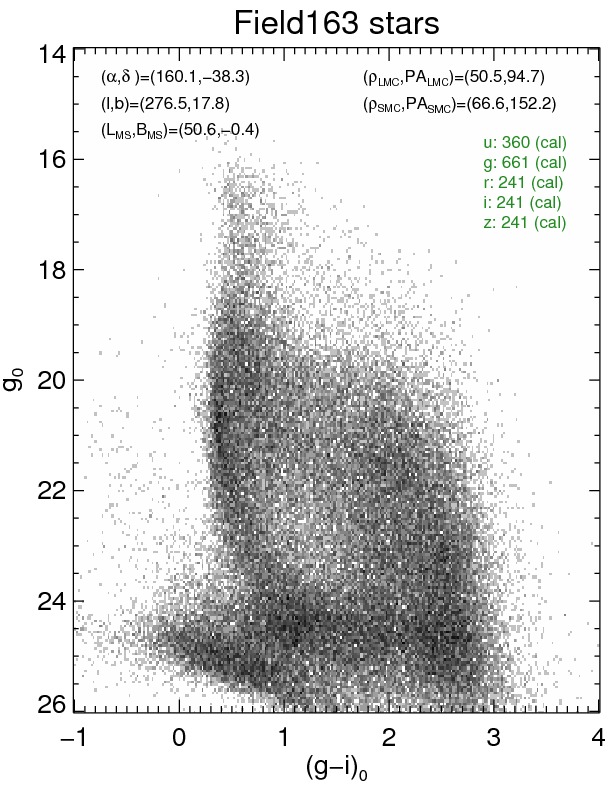 Field163 stars
(α,δ)=(160.1,−38.3)
(ρLMC,PALMC)=(50.5,94.7)
(l,b)=(276.5,17.8)
(ρSMC,PASMC)=(66.6,152.2)
(LMS,BMS)=(50.6,−0.4)
u: 360 (cal)
g: 661 (cal)
r: 241 (cal)
i: 241 (cal)
z: 241 (cal)
14
16
18
20
22
24
26
g0
−1 0 1 2 3 4
(g−i)0